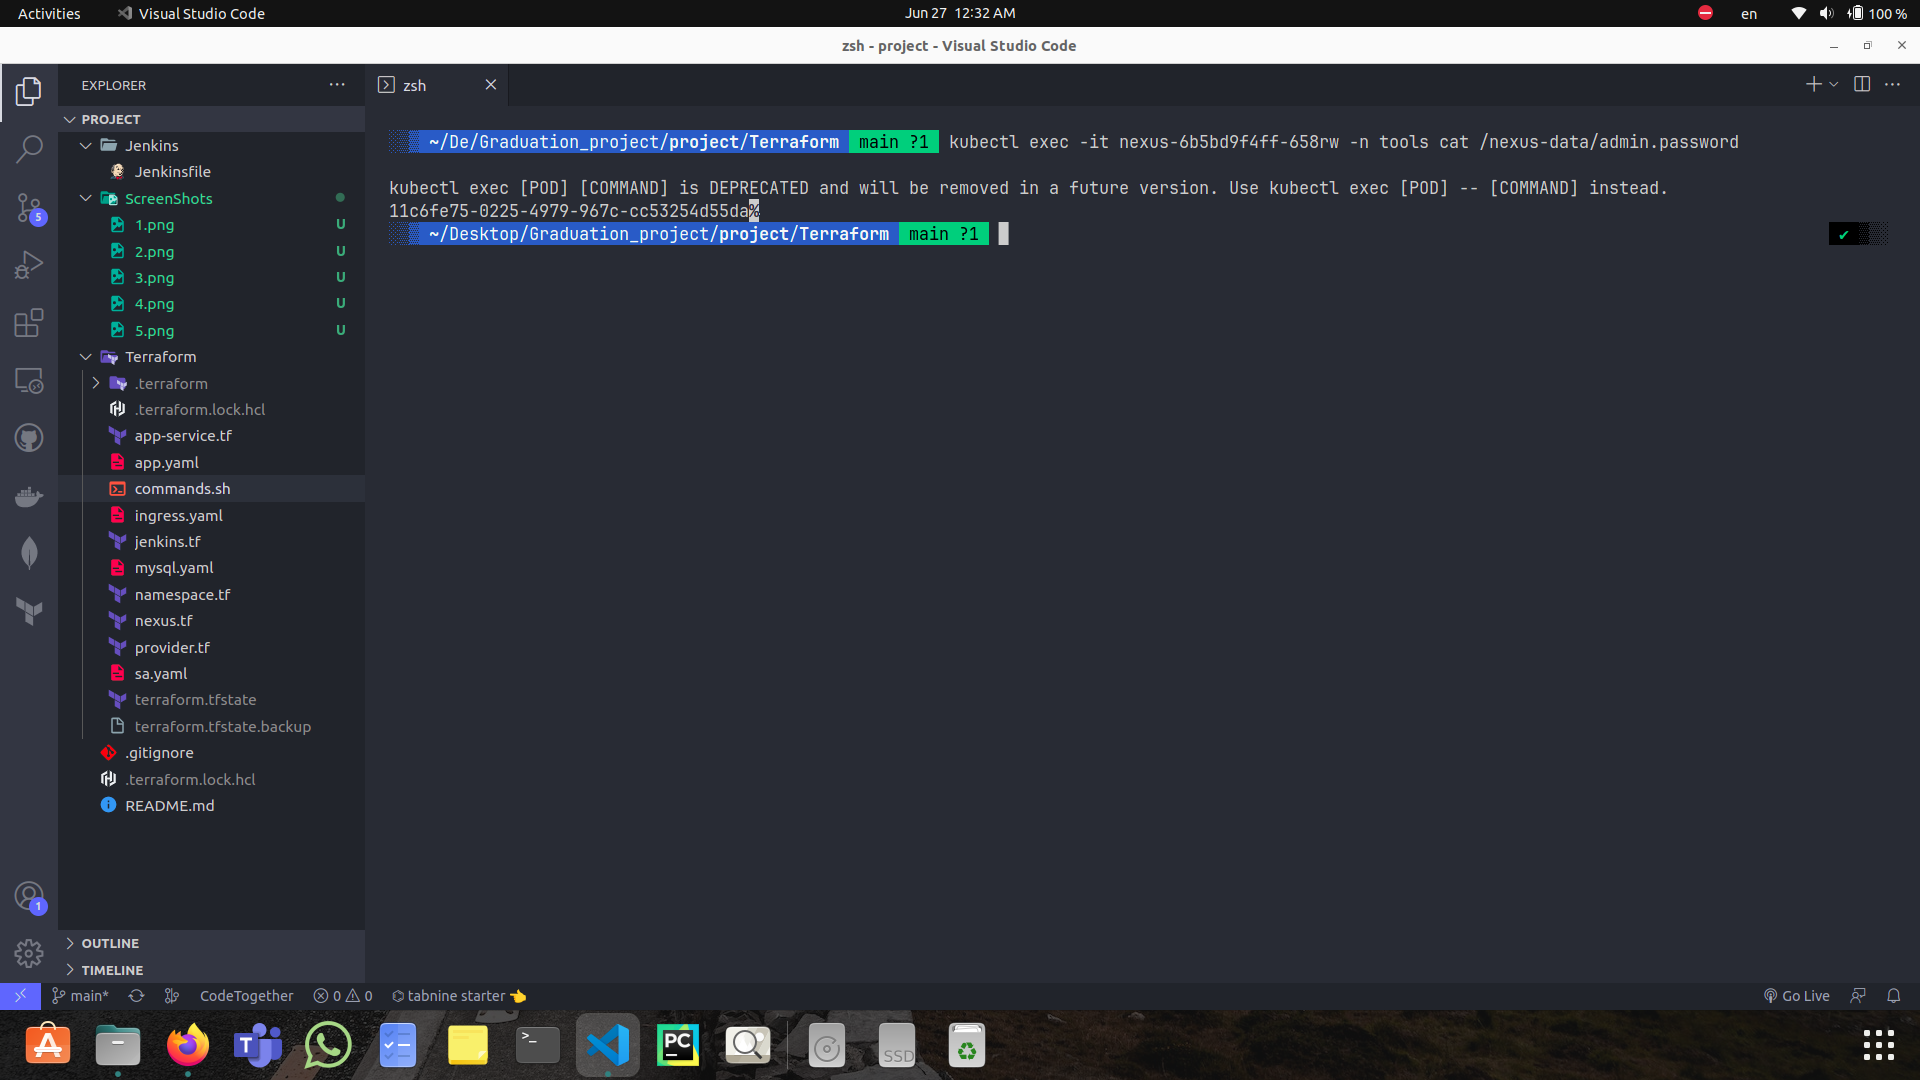 Activities
Visual Studio Code
Jun 27 12:32 AM
en
100 %
zsh - project - Visual Studio Code
EXPLORER
zsh
PROJECT
Jenkins
Jenkinsfile
ScreenShots
1.png U
2.png U
3.png U
4.png U
5.png U
Terraform
.terraform
.terraform.lock.hcl
app-service.tf
app.yaml
commands.sh
ingress.yaml
jenkins.tf
mysql.yaml
namespace.tf
nexus.tf
provider.tf
sa.yaml
terraform.tfstate
terraform.tfstate.backup
.gitignore
.terraform.lock.hcl
README.md
OUTLINE
TIMELINE
5
1
~/De/Graduation_project/project/Terraform main ?1 kubectl exec -it nexus-6b5bd9f4ff-658rw -n tools cat /nexus-data/admin.password
kubectl exec [POD] [COMMAND] is DEPRECATED and will be removed in a future version. Use kubectl exec [POD] -- [COMMAND] instead.
11c6fe75-0225-4979-967c-cc53254d55da%
~/Desktop/Graduation_project/project/Terraform main ?1
main*
CodeTogether
0
0
tabnine starter
Go Live
T
>_
PC
SSD